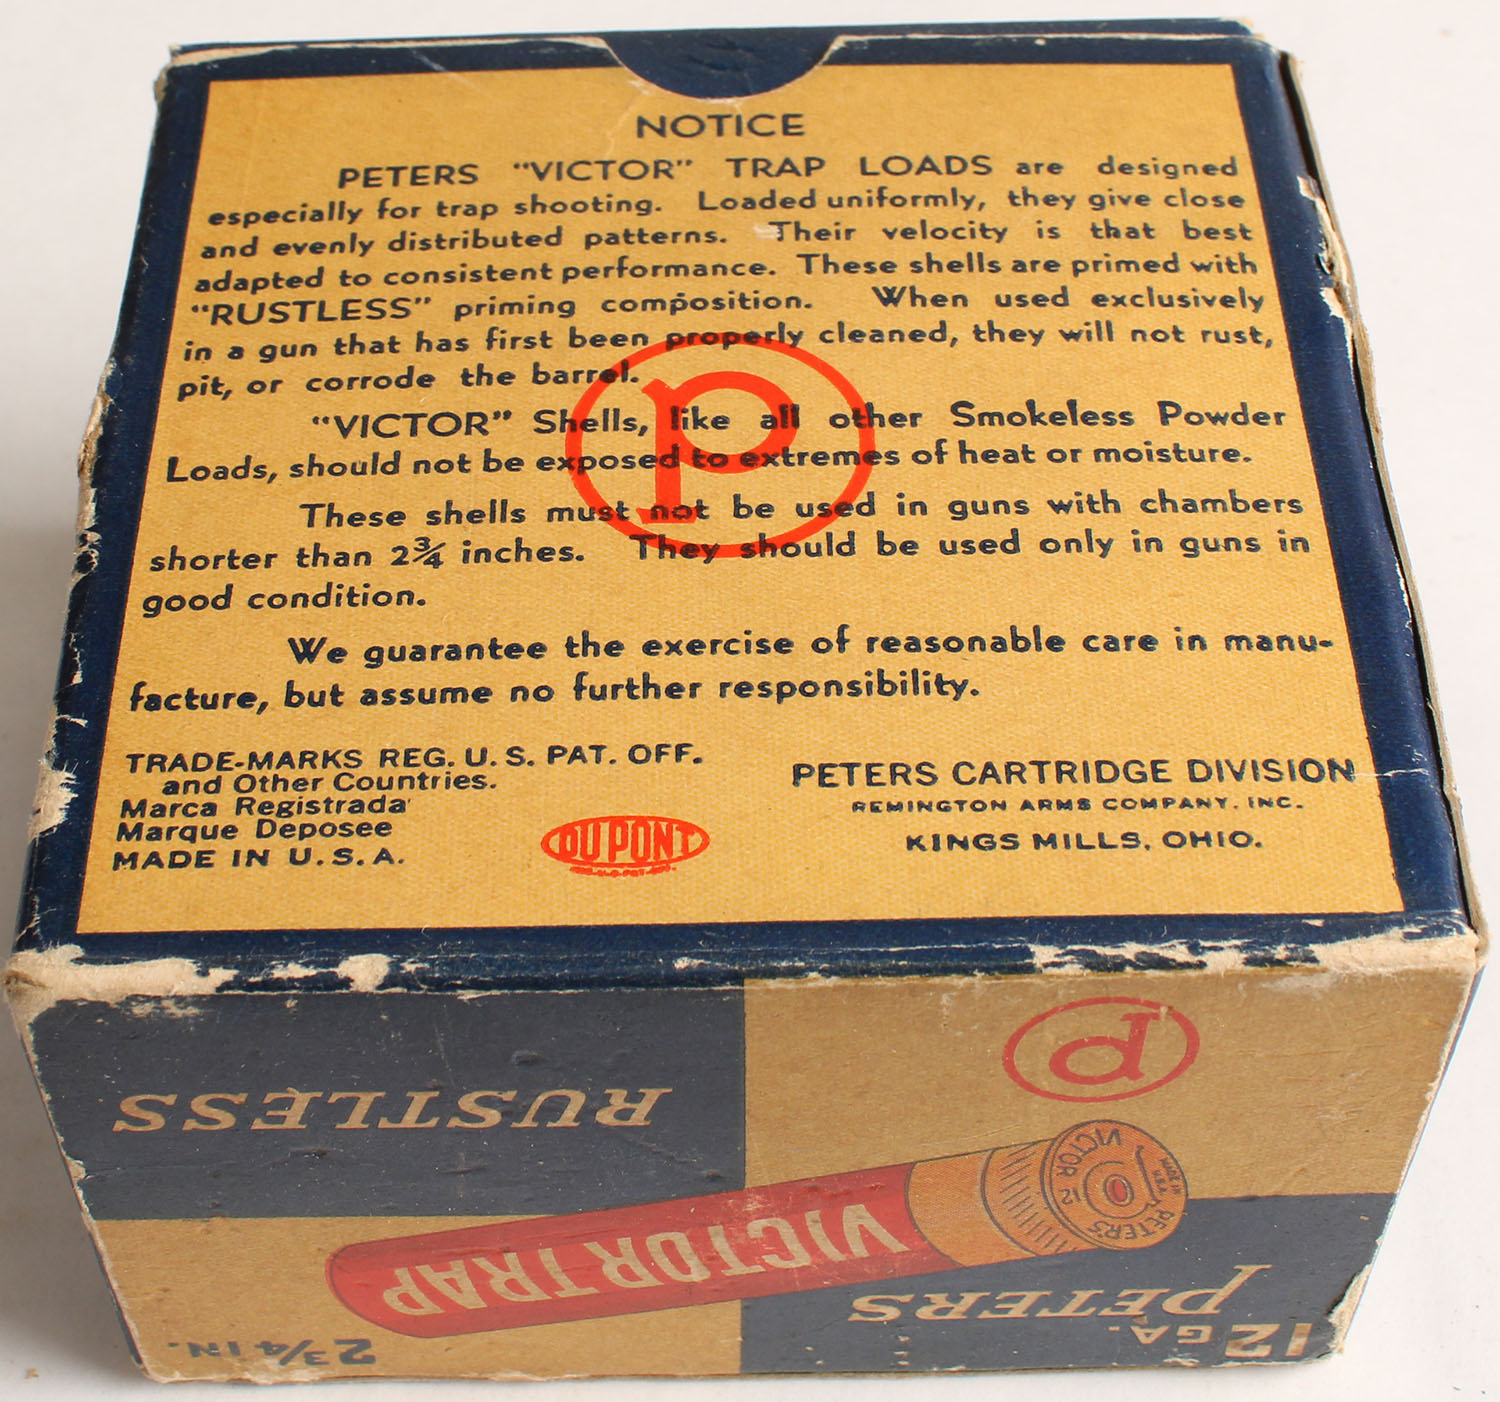 NOTICE
PETERS "VICTOR" TRAP LOADS are designed
especially for trap shooting. Loaded uniformly, they give close
and evenly distributed patterns. Their velocity is that best
adapted to consistent performance. These shells are primed with
"RUSTLESS" priming composition. When used exclusively
in a gun that has first been properly cleaned, they will not rust,
pit, or corrode the barrel.
"VICTOR" Shells, like all other Smokeless Powder
Loads, should not be exposed to extremes of heat or moisture.
These shells must not be used in guns with chambers
shorter than 2¾ inches. They should be used only in guns in
good condition.
We guarantee the exercise of reasonable care in manu-
facture, but assume no further responsibility.
P
TRADE-MARKS REG. U. S. PAT. OFF.
and Other Countries.
Marca Registrada
Marque Deposee
MADE IN U. S. A.
DU PONT
PETERS CARTRIDGE DIVISION
REMINGTON ARMS COMPANY, INC.
KINGS MILLS, OHIO.
12 GA.
PETERS
2¾ IN.
VICTOR TRAP
PETERS
12
VICTOR
MADE IN
U.S.A.
P
RUSTLESS